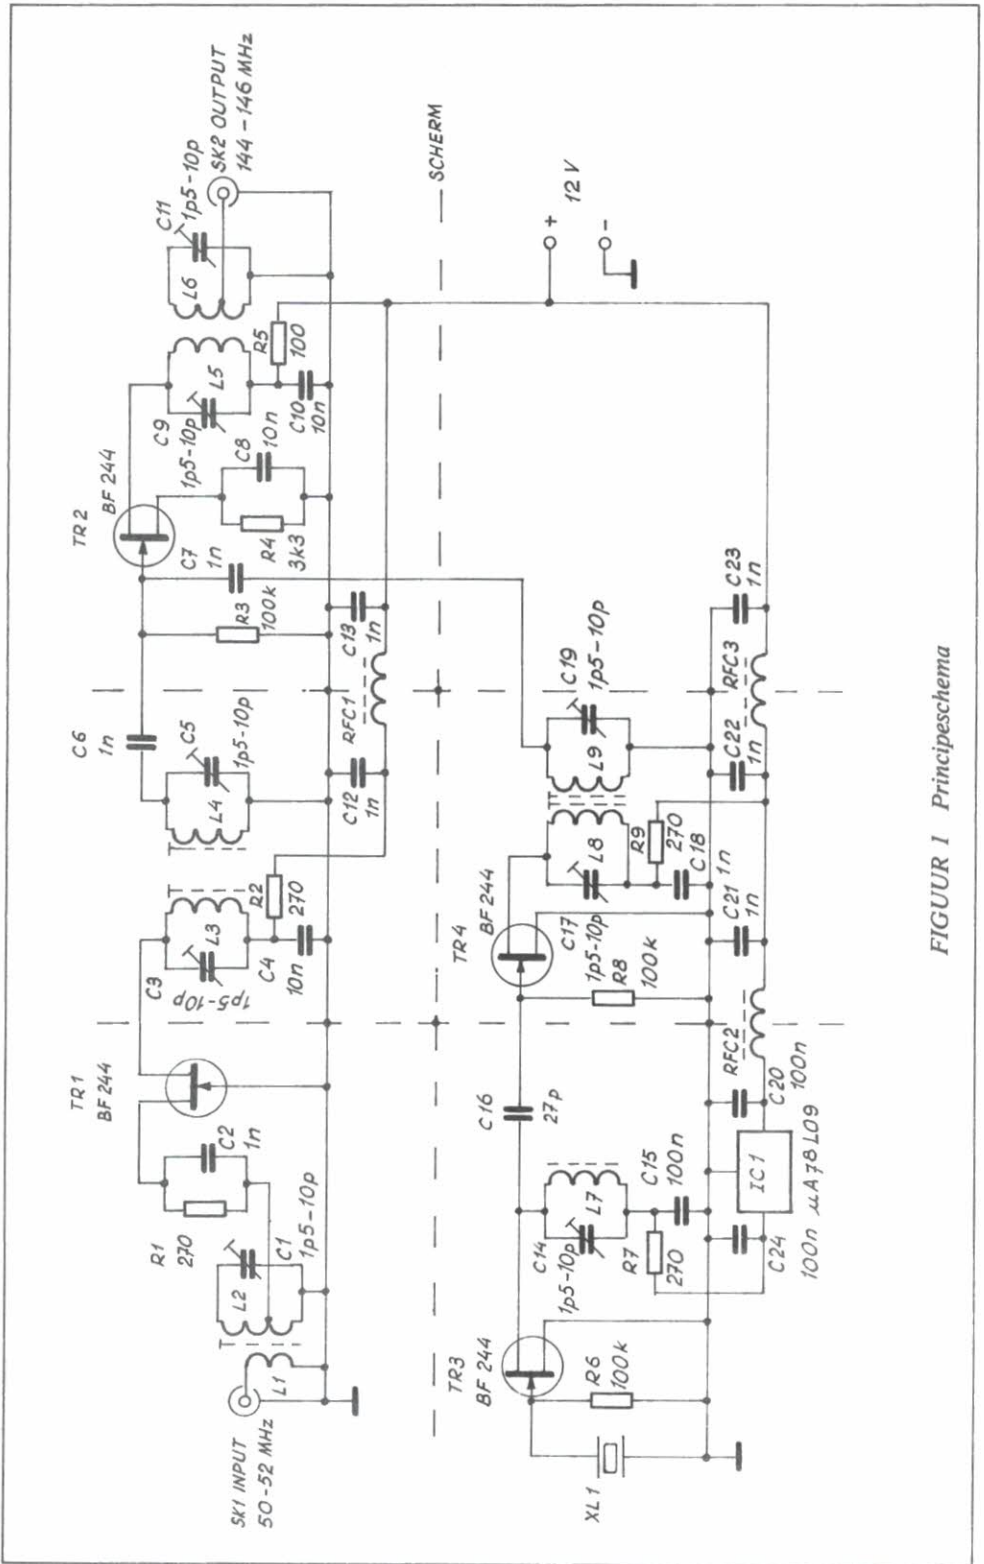 SK1 INPUT
50-52 MHz
L1
L2
C1
1p5-10p
R1
270
C2
1n
TR1
BF 244
C3
1p5-10p
L3
C4
10n
R2
270
L4
C5
1p5-10p
C6
1n
C12
1n
RFC1
C13
1n
R3
100k
C7
1n
TR2
BF 244
R4
3k3
C8
10n
C9
1p5-10p
L5
C10
10n
R5
100
L6
C11
1p5-10p
SK2 OUTPUT
144-146 MHz
SCHERM
+
12 V
-
XL1
R6
100k
TR3
BF 244
C14
1p5-10p
L7
R7
270
C15
100n
C24
100n
IC1
µA78L09
C20
100n
RFC2
C16
27p
R8
100k
TR4
BF 244
C17
1p5-10p
L8
R9
270
C18
1n
C21
1n
L9
C19
1p5-10p
C22
1n
RFC3
C23
1n
FIGUUR 1 Principeschema